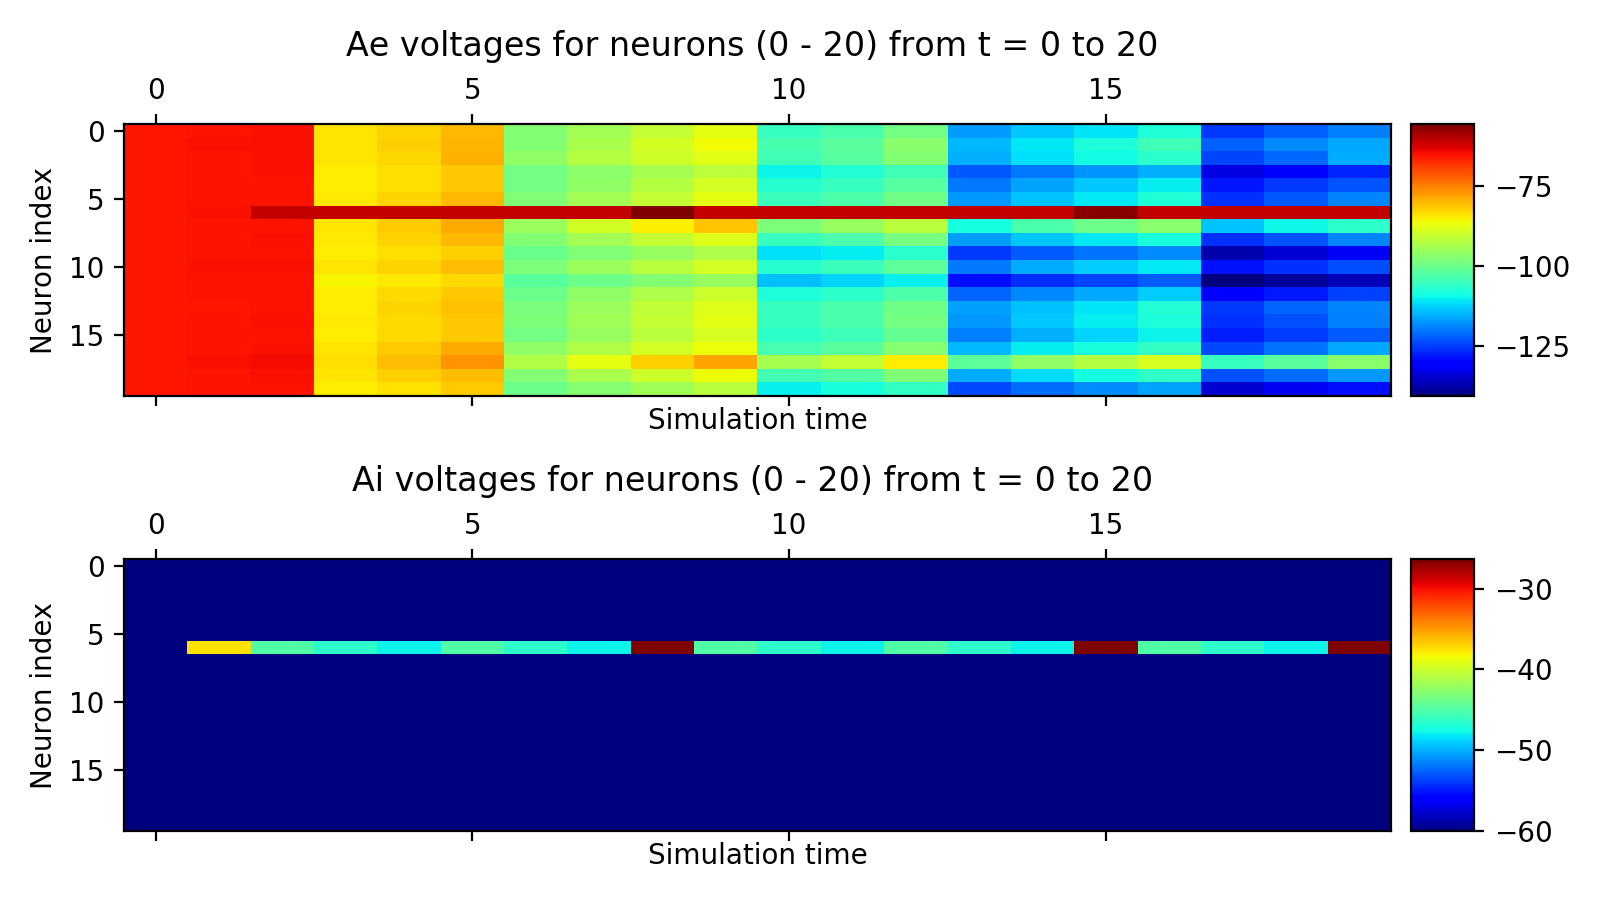 Ae voltages for neurons (0 - 20) from t = 0 to 20
0 5 10 15
Neuron index
0
5
10
15
Simulation time
−75
−100
−125
Ai voltages for neurons (0 - 20) from t = 0 to 20
0 5 10 15
Neuron index
0
5
10
15
Simulation time
−30
−40
−50
−60